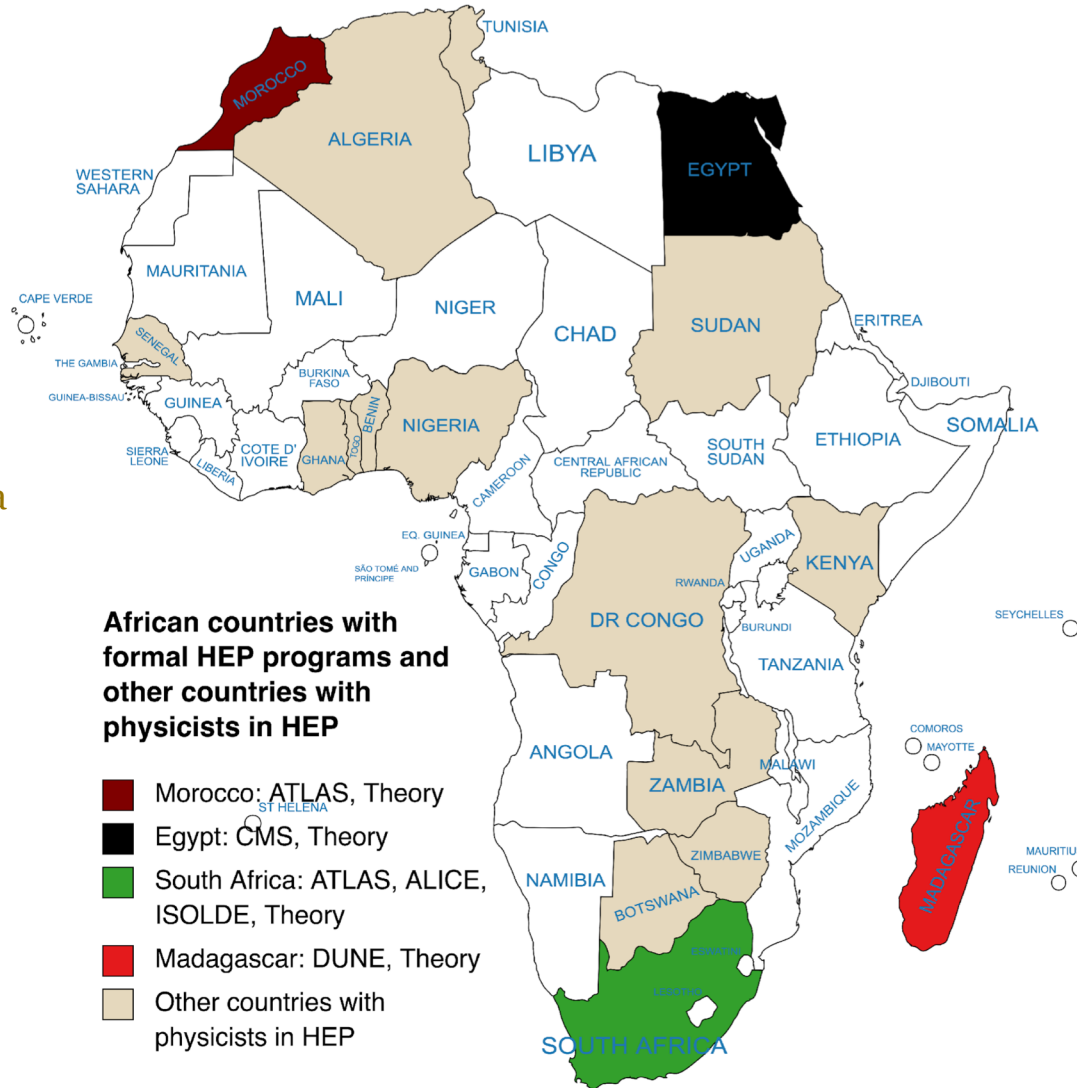 TUNISIA
MOROCCO
ALGERIA
LIBYA
EGYPT
WESTERN
SAHARA
MAURITANIA
MALI
NIGER
CHAD
SUDAN
ERITREA
CAPE VERDE
SENEGAL
THE GAMBIA
GUINEA-BISSAU
GUINEA
BURKINA
FASO
BENIN
NIGERIA
DJIBOUTI
SOMALIA
ETHIOPIA
SOUTH
SUDAN
SIERRA
LEONE
LIBERIA
COTE D'
IVOIRE
GHANA
TOGO
CAMEROON
CENTRAL AFRICAN
REPUBLIC
a
EQ. GUINEA
SÃO TOMÉ AND
PRÍNCIPE
GABON
CONGO
UGANDA
KENYA
RWANDA
DR CONGO
BURUNDI
TANZANIA
SEYCHELLES
African countries with
formal HEP programs and
other countries with
physicists in HEP
ANGOLA
ZAMBIA
MALAWI
MOZAMBIQUE
COMOROS
MAYOTTE
MADAGASCAR
MAURITIU
REUNION
ZIMBABWE
NAMIBIA
BOTSWANA
ESWATINI
LESOTHO
SOUTH AFRICA
Morocco: ATLAS, Theory
ST HELENA
Egypt: CMS, Theory
South Africa: ATLAS, ALICE,
ISOLDE, Theory
Madagascar: DUNE, Theory
Other countries with
physicists in HEP